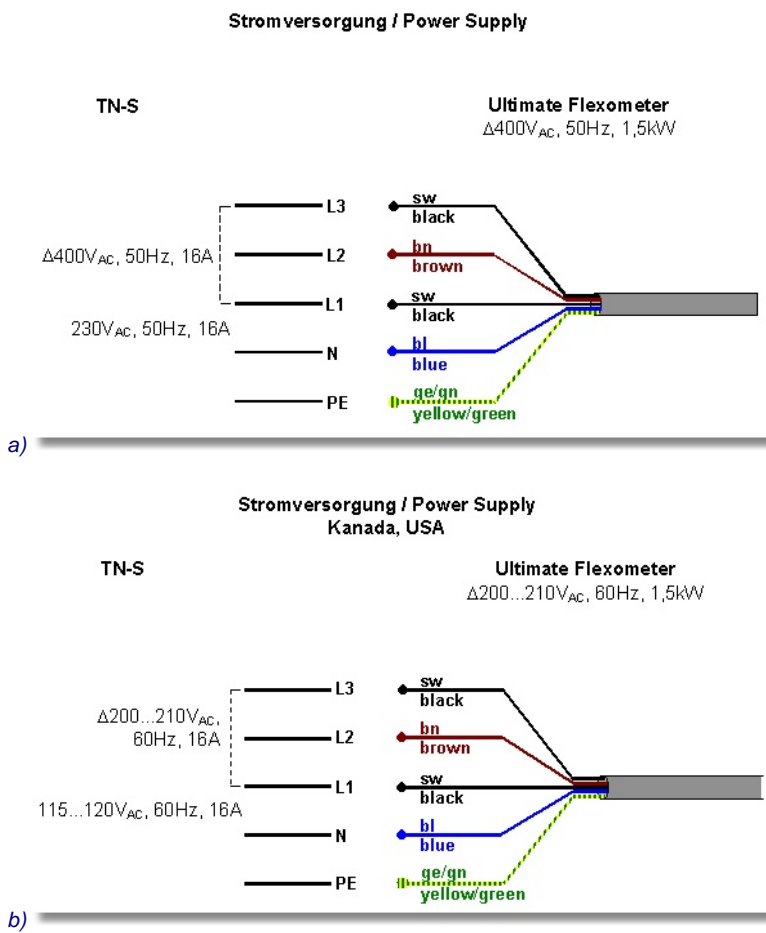 Stromversorgung / Power Supply
TN-S
Ultimate Flexometer
Δ400VAC, 50Hz, 1,5kW
Δ400VAC, 50Hz, 16A
230VAC, 50Hz, 16A
L3
sw
black
L2
bn
brown
L1
sw
black
N
bl
blue
PE
ge/gn
yellow/green
a)
Stromversorgung / Power Supply
Kanada, USA
TN-S
Ultimate Flexometer
Δ200...210VAC, 60Hz, 1,5kW
Δ200...210VAC,
60Hz, 16A
115...120VAC, 60Hz, 16A
L3
sw
black
L2
bn
brown
L1
sw
black
N
bl
blue
PE
ge/gn
yellow/green
b)